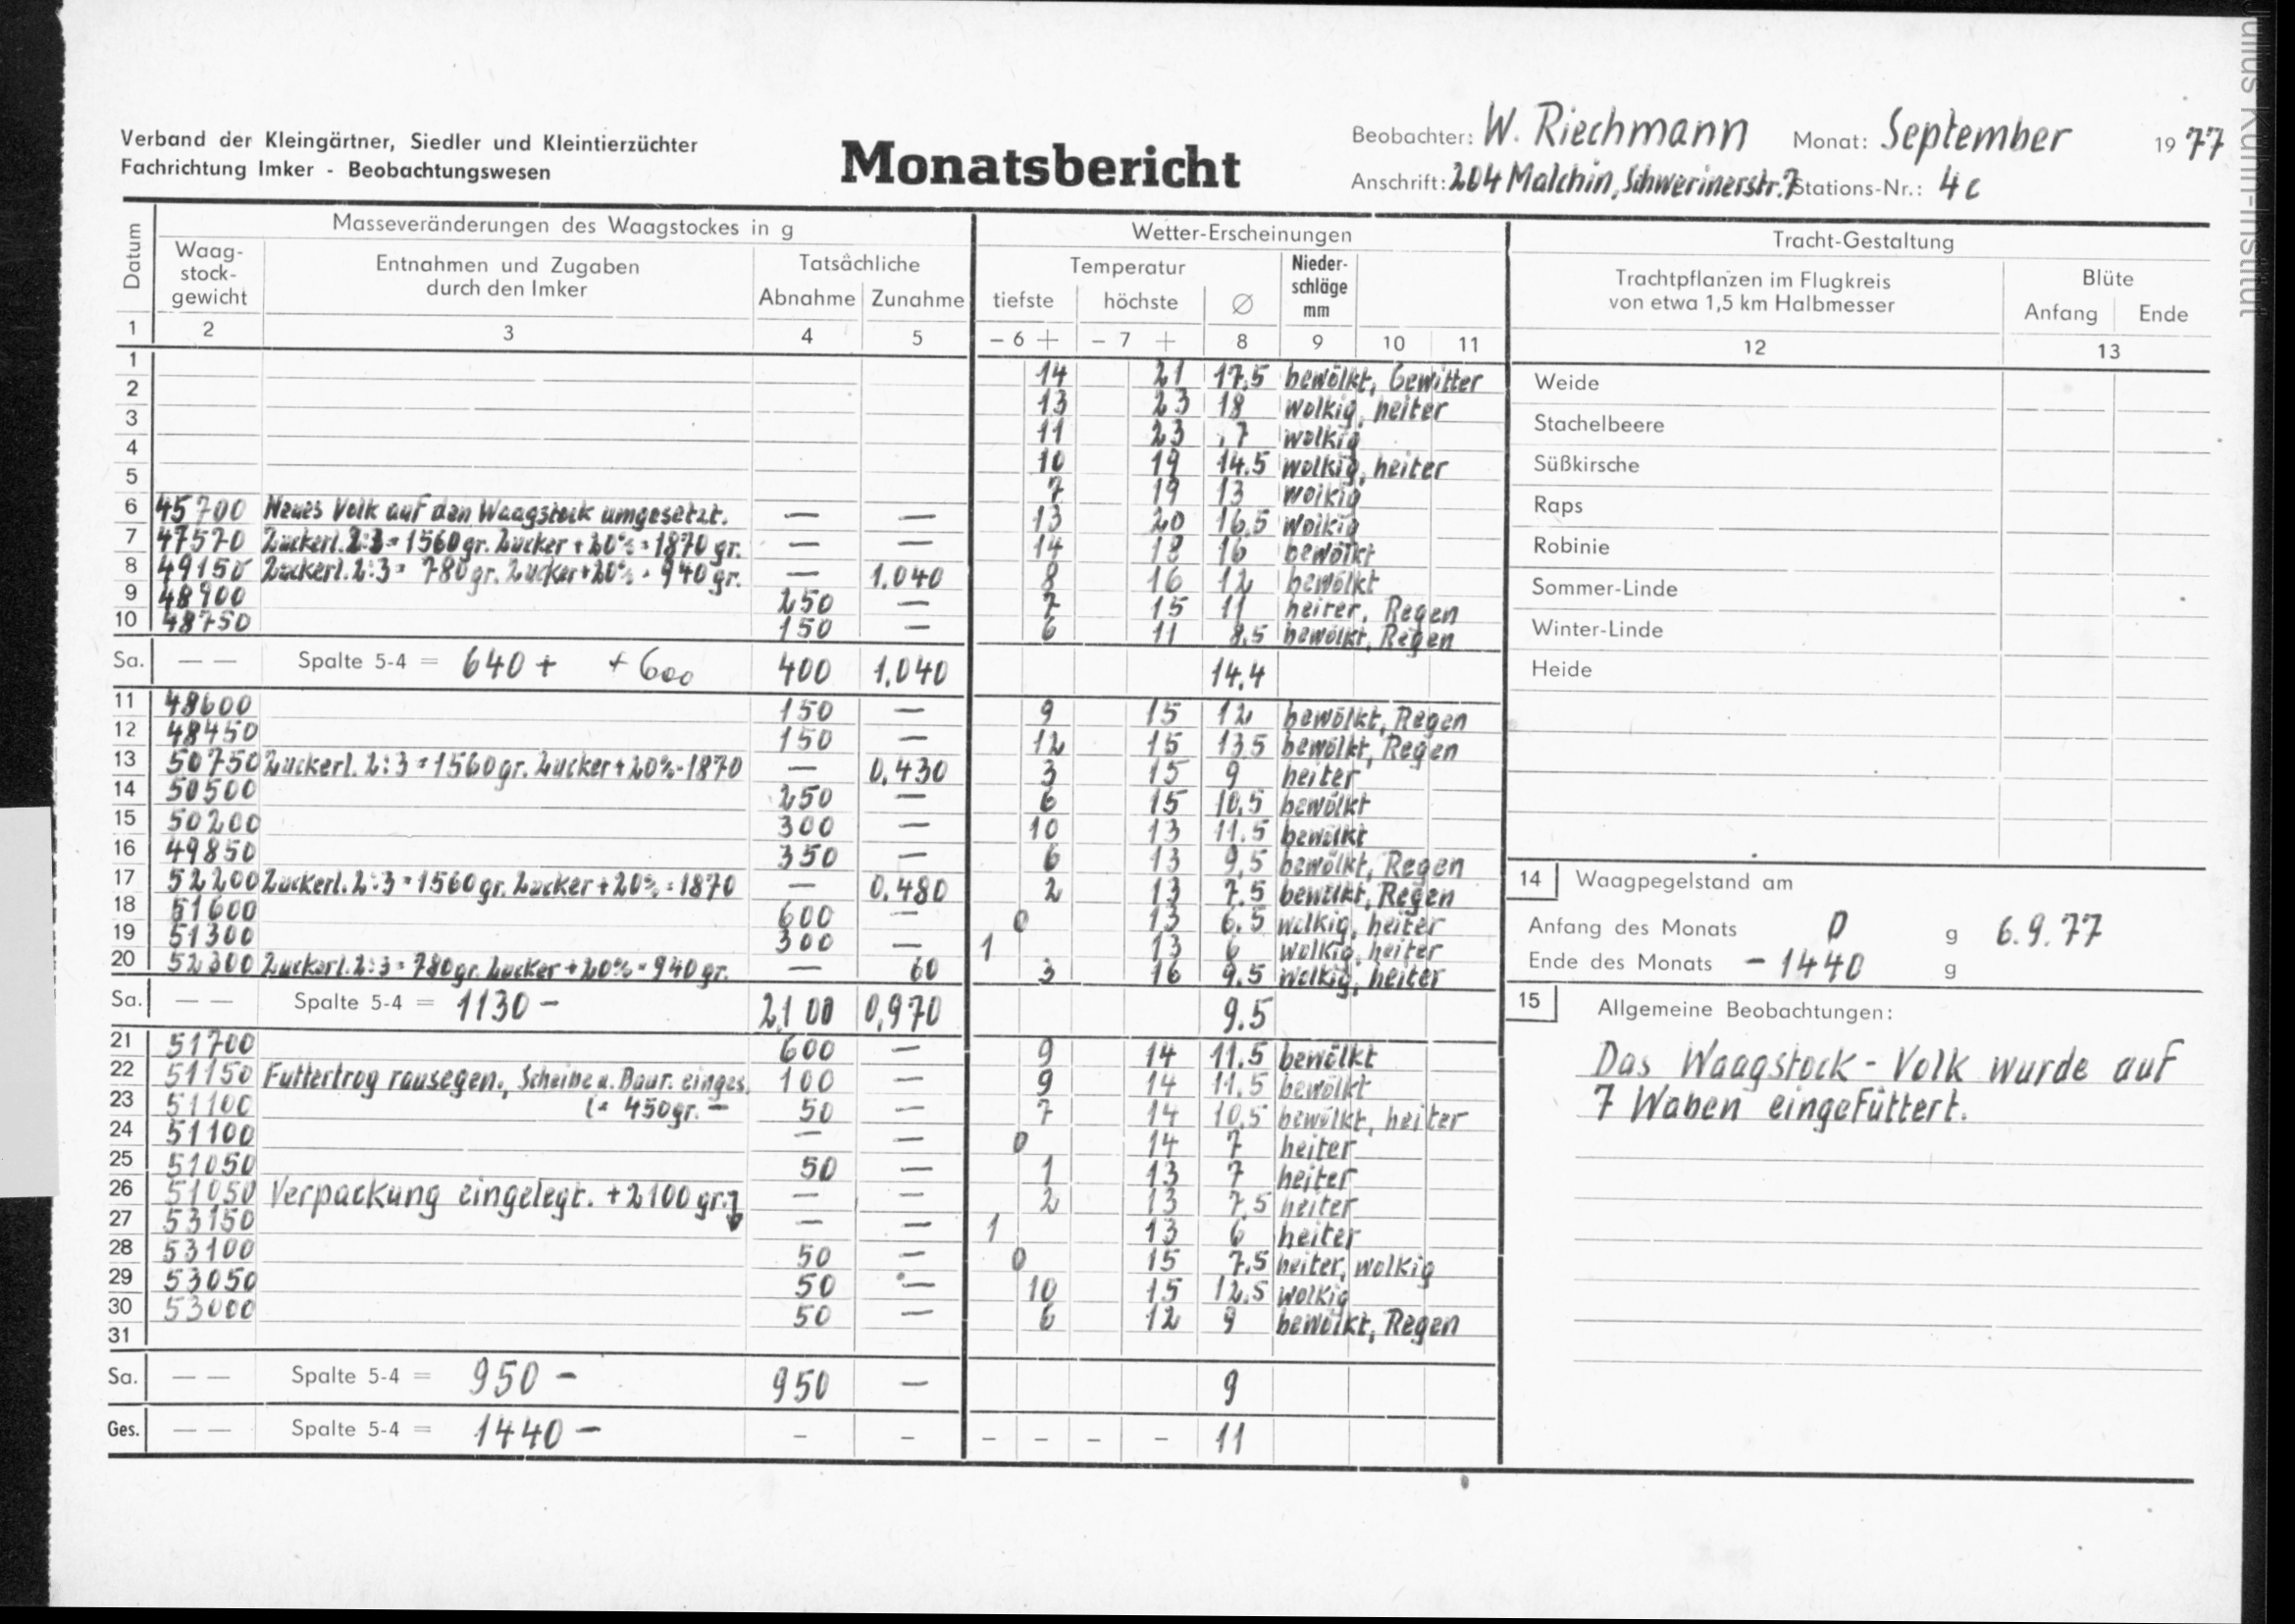 Julius Kühn-Institut
Verband der Kleingärtner, Siedler und Kleintierzüchter
Fachrichtung Imker - Beobachtungswesen
Monatsbericht
Beobachter: W. Riechmann Monat: September 1977
Anschrift: 204 Malchin, Schwerinerstr. 7 Stations-Nr.: 4c
Datum
Masseveränderungen des Waagstockes in g
Waag-
stock-
gewicht
Entnahmen und Zugaben
durch den Imker
Tatsächliche
Abnahme Zunahme
Wetter-Erscheinungen
Temperatur
tiefste höchste ∅
Nieder-
schläge
mm
1 2 3 4 5 - 6 + - 7 + 8 9 10 11
1 14 21 17,5 bewölkt, Gewitter
2 13 23 18 wolkig, heiter
3 11 23 7 wolkig
4 10 19 14.5 wolkig, heiter
5 7 19 13 wolkig
6 45700 Neues Volk auf den Waagstock umgesetzt. — — 13 20 16,5 wolkig
7 47570 Zuckerl. 2:3 = 1560 gr. Zucker + 20% = 1870 gr. — — 14 18 16 bewölkt
8 49150 Zuckerl. 2:3 = 780 gr. Zucker + 20% = 940 gr. — 1.040 8 16 12 bewölkt
9 48900 250 — 7 15 11 heirer, Regen
10 48750 150 — 6 11 8,5 bewölkt, Regen
Sa. — — Spalte 5-4 = 640 + + 600 400 1,040 14,4
11 48600 150 — 9 15 12 bewölkt, Regen
12 48450 150 — 12 15 13,5 bewölkt, Regen
13 50750 Zuckerl. 2:3 = 1560 gr. Zucker + 20% - 1870 — 0,430 3 15 9 heiter
14 50500 250 — 6 15 10,5 bewölkt
15 50200 300 — 10 13 11.5 bewölkt
16 49850 350 — 6 13 9,5 bewölkt, Regen
17 52200 Zuckerl. 2:3 = 1560 gr. Zucker + 20% = 1870 — 0,480 2 13 7.5 bewölkt, Regen
18 51600 600 — 0 13 6.5 wolkig, heiter
19 51300 300 — 1 13 6 wolkig, heiter
20 52300 Zuckerl. 2:3 = 780 gr. Zucker + 20% = 940 gr. — 60 3 16 9.5 wolkig, heiter
Sa. — — Spalte 5-4 = 1130 - 2100 0,970 9.5
21 51700 600 — 9 14 11.5 bewölkt
22 51150 Futtertrog rausegen., Scheibe u. Baur. einges. 100 — 9 14 11,5 bewölkt
23 51100 (= 450 gr. - 50 — 7 14 10,5 bewölkt, heiter
24 51100 — — 0 14 7 heiter
25 51050 50 — 1 13 7 heiter
26 51050 Verpackung eingelegt. + 2100 gr. — — 2 13 7,5 heiter
27 53150 — — 1 13 6 heiter
28 53100 50 — 0 15 7,5 heiter, wolkig
29 53050 50 — 10 15 12,5 wolkig
30 53000 50 — 6 12 9 bewölkt, Regen
31
Sa. — — Spalte 5-4 = 950 - 950 — 9
Ges. — — Spalte 5-4 = 1440 - - - - - - - 11
Tracht-Gestaltung
Trachtpflanzen im Flugkreis
von etwa 1,5 km Halbmesser
Blüte
Anfang Ende
12 13
Weide
Stachelbeere
Süßkirsche
Raps
Robinie
Sommer-Linde
Winter-Linde
Heide
14 Waagpegelstand am
Anfang des Monats 0 g 6.9.77
Ende des Monats - 1440 g
15 Allgemeine Beobachtungen:
Das Waagstock-Volk wurde auf
7 Waben eingefüttert.